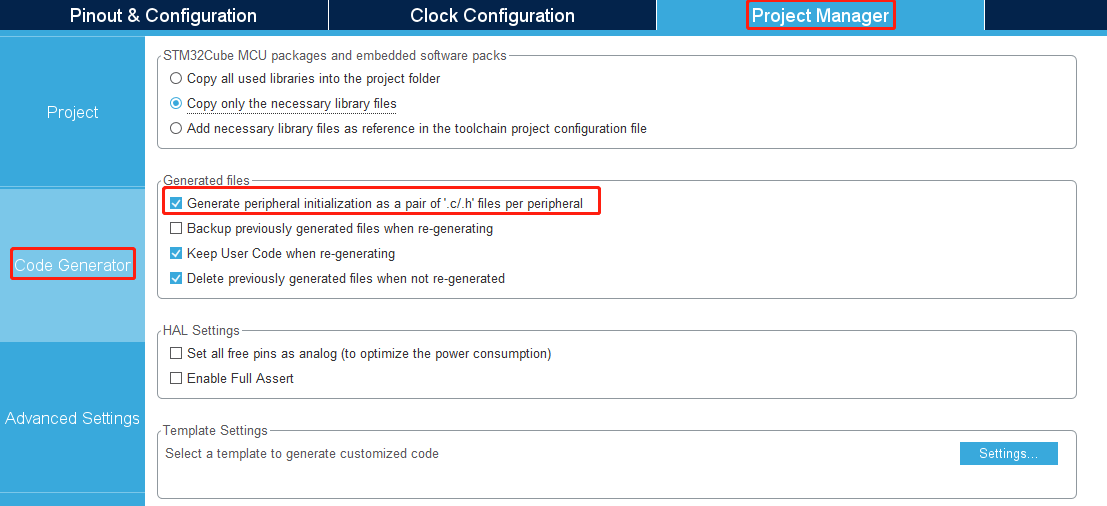 Pinout & Configuration
Clock Configuration
Project Manager
Project
Code Generator
Advanced Settings
STM32Cube MCU packages and embedded software packs
Copy all used libraries into the project folder
Copy only the necessary library files
Add necessary library files as reference in the toolchain project configuration file
Generated files
Generate peripheral initialization as a pair of '.c/.h' files per peripheral
Backup previously generated files when re-generating
Keep User Code when re-generating
Delete previously generated files when not re-generated
HAL Settings
Set all free pins as analog (to optimize the power consumption)
Enable Full Assert
Template Settings
Select a template to generate customized code
Settings...